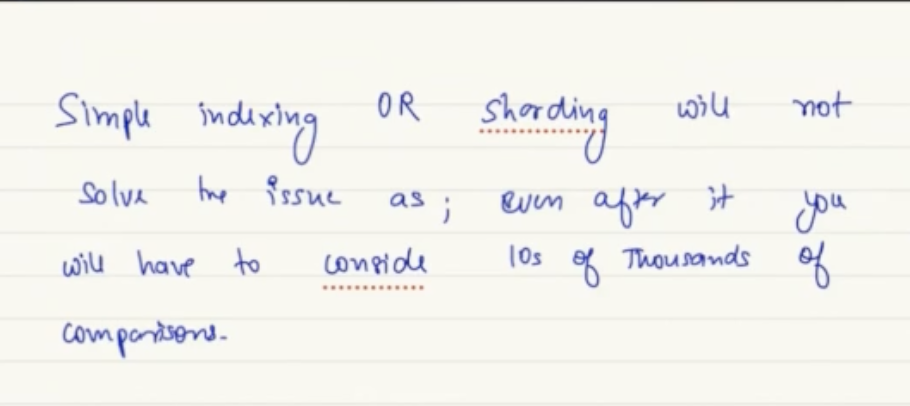 Simple indexing OR Sharding will not
solve the issue as; even after it you
will have to conside 10s of Thousands of
comparisons.